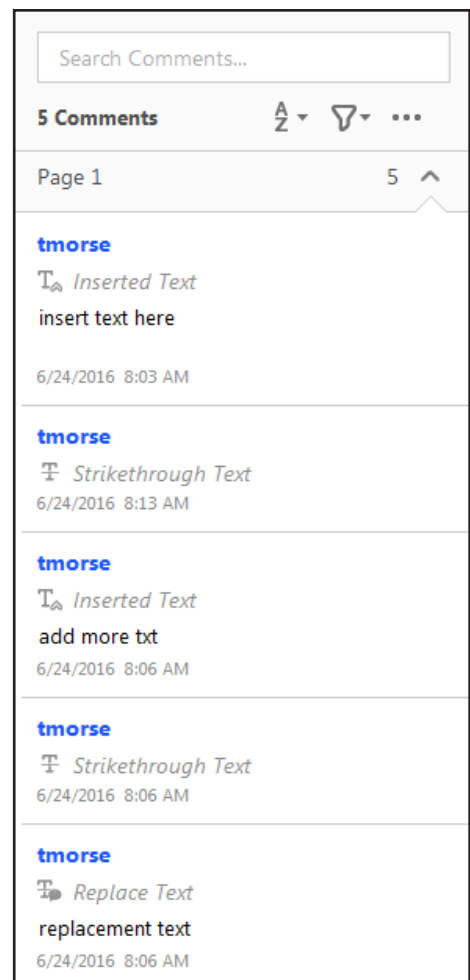 Search Comments...
5 Comments
Page 1 5
tmorse
Inserted Text
insert text here
6/24/2016 8:03 AM
tmorse
Strikethrough Text
6/24/2016 8:13 AM
tmorse
Inserted Text
add more txt
6/24/2016 8:06 AM
tmorse
Strikethrough Text
6/24/2016 8:06 AM
tmorse
Replace Text
replacement text
6/24/2016 8:06 AM